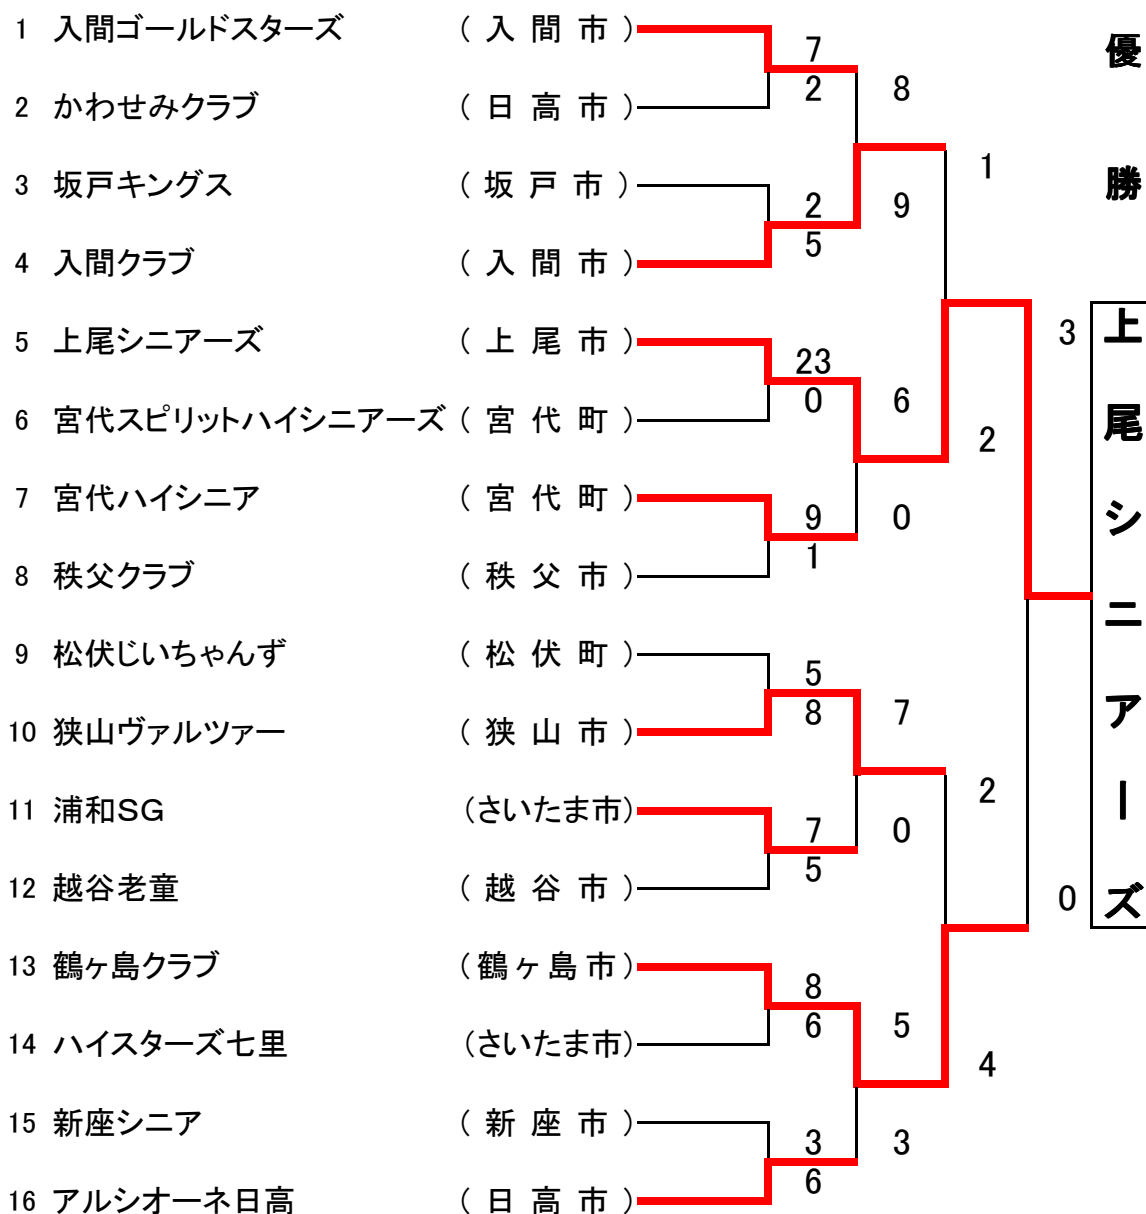 1 入間ゴールドスターズ (入間市)
2 かわせみクラブ (日高市)
3 坂戸キングス (坂戸市)
4 入間クラブ (入間市)
5 上尾シニアーズ (上尾市)
6 宮代スピリットハイシニアーズ (宮代町)
7 宮代ハイシニア (宮代町)
8 秩父クラブ (秩父市)
9 松伏じいちゃんず (松伏町)
10 狭山ヴァルツァー (狭山市)
11 浦和SG (さいたま市)
12 越谷老童 (越谷市)
13 鶴ヶ島クラブ (鶴ヶ島市)
14 ハイスターズ七里 (さいたま市)
15 新座シニア (新座市)
16 アルシオーネ日高 (日高市)
7
2
2
5
23
0
9
1
5
8
7
5
8
6
3
6
8
9
6
0
7
0
5
3
1
2
2
4
3
0
優勝
上尾シニアーズ